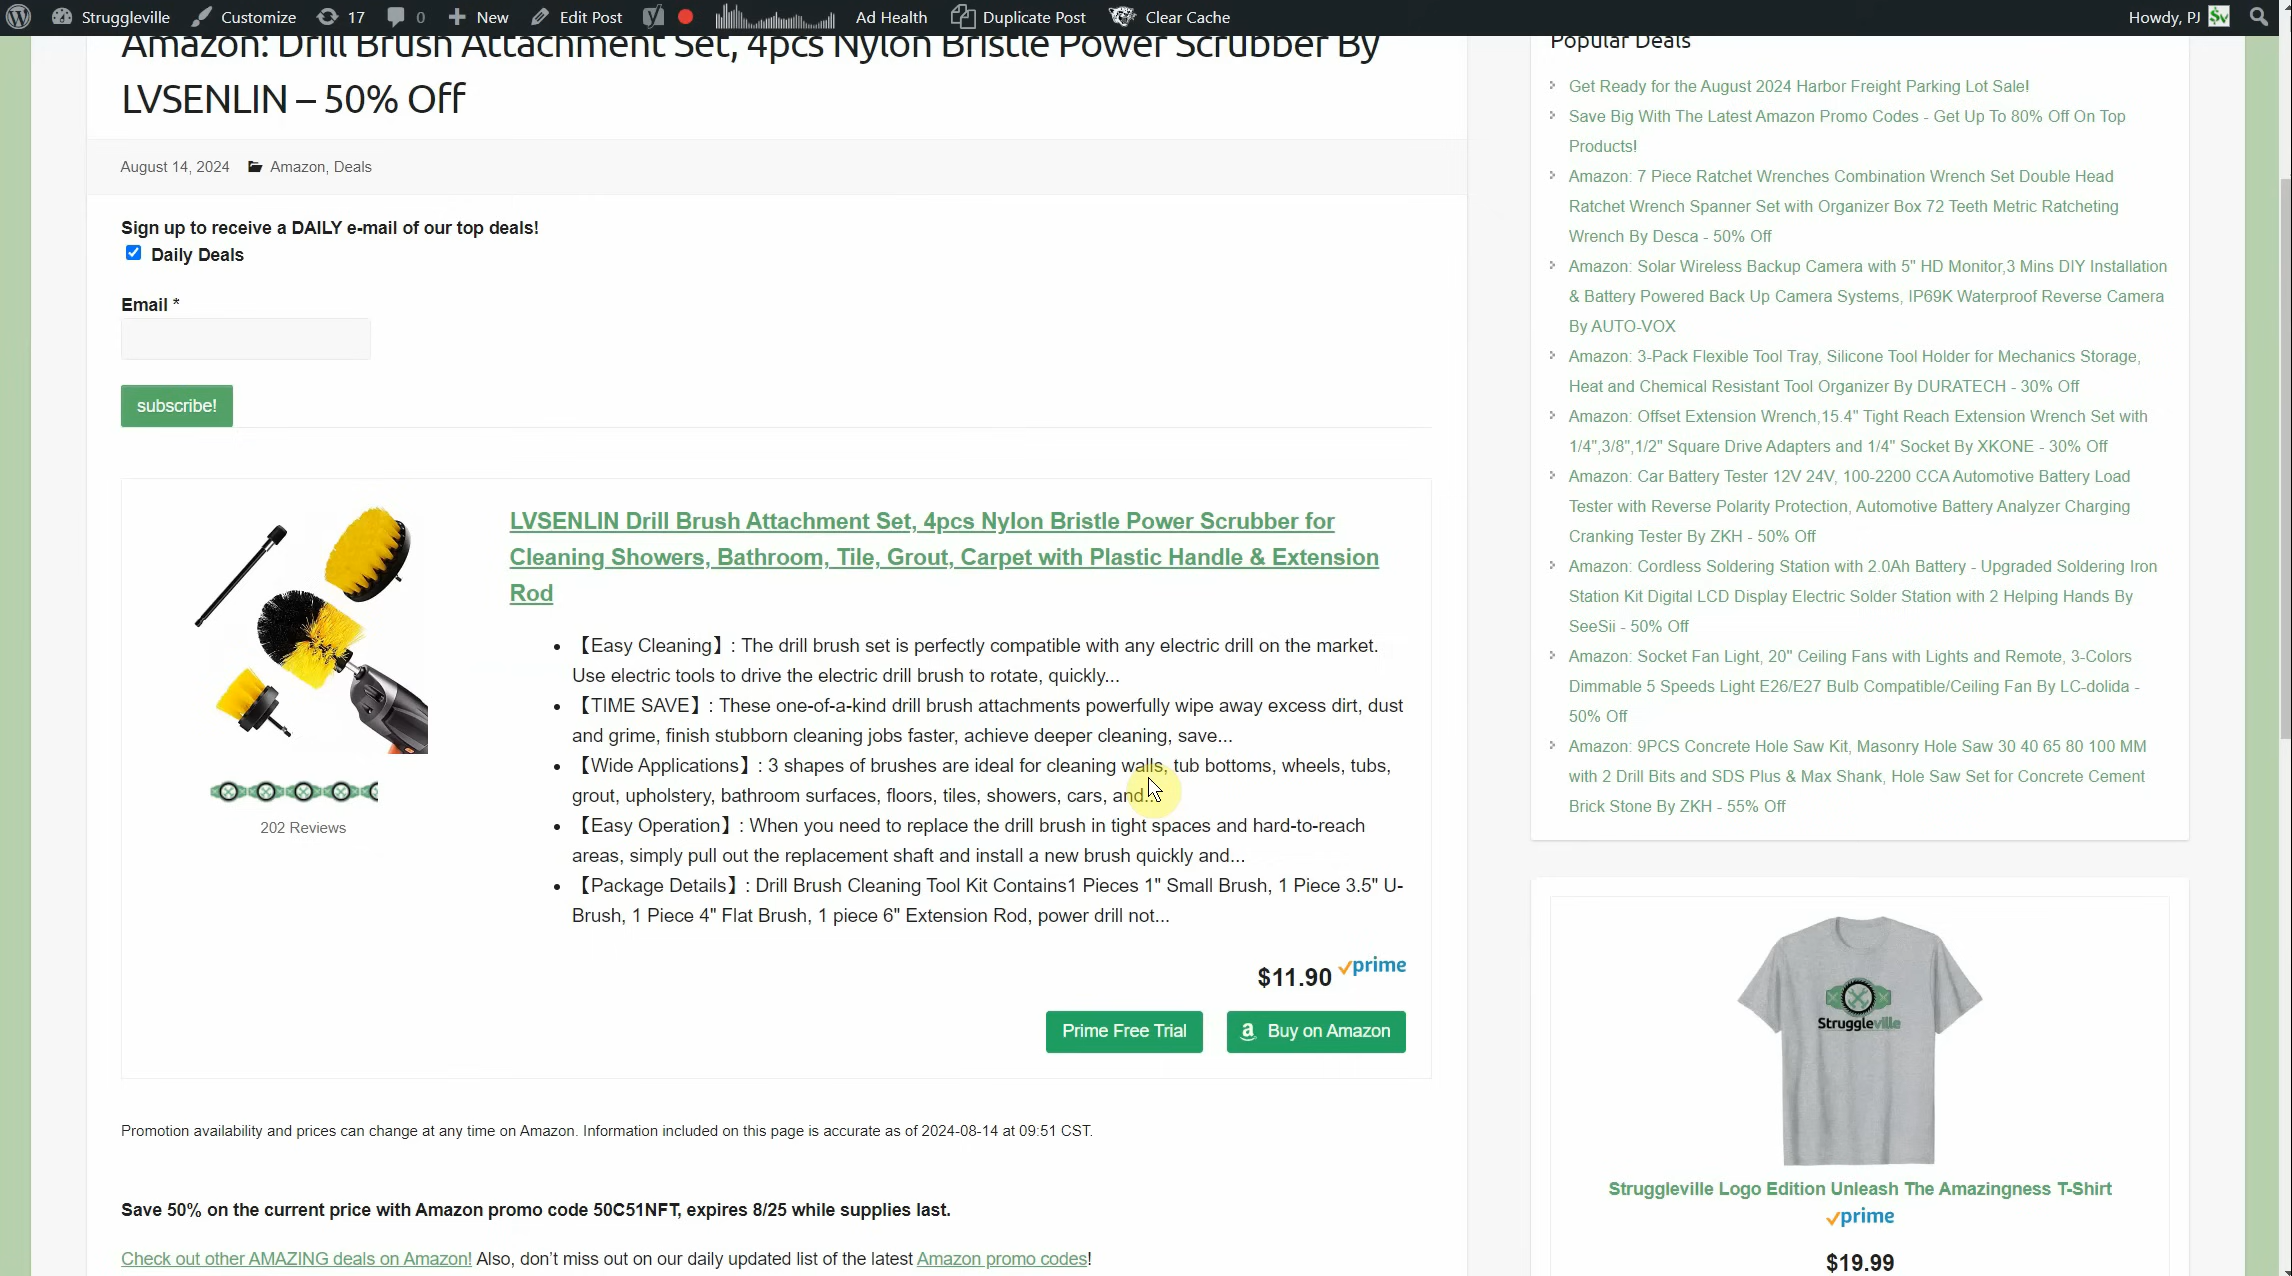 Struggleville Customize 17 0 New Edit Post Ad Health Duplicate Post Clear Cache Howdy, PJ
Amazon: Drill Brush Attachment Set, 4pcs Nylon Bristle Power Scrubber By
LVSENLIN – 50% Off
August 14, 2024 Amazon, Deals
Sign up to receive a DAILY e-mail of our top deals!
Daily Deals
Email *
subscribe!
LVSENLIN Drill Brush Attachment Set, 4pcs Nylon Bristle Power Scrubber for
Cleaning Showers, Bathroom, Tile, Grout, Carpet with Plastic Handle & Extension
Rod
【Easy Cleaning】: The drill brush set is perfectly compatible with any electric drill on the market.
Use electric tools to drive the electric drill brush to rotate, quickly...
【TIME SAVE】: These one-of-a-kind drill brush attachments powerfully wipe away excess dirt, dust
and grime, finish stubborn cleaning jobs faster, achieve deeper cleaning, save...
【Wide Applications】: 3 shapes of brushes are ideal for cleaning walls, tub bottoms, wheels, tubs,
grout, upholstery, bathroom surfaces, floors, tiles, showers, cars, and...
【Easy Operation】: When you need to replace the drill brush in tight spaces and hard-to-reach
areas, simply pull out the replacement shaft and install a new brush quickly and...
【Package Details】: Drill Brush Cleaning Tool Kit Contains1 Pieces 1" Small Brush, 1 Piece 3.5" U-
Brush, 1 Piece 4" Flat Brush, 1 piece 6" Extension Rod, power drill not...
202 Reviews
$11.90 prime
Prime Free Trial
Buy on Amazon
Promotion availability and prices can change at any time on Amazon. Information included on this page is accurate as of 2024-08-14 at 09:51 CST.
Save 50% on the current price with Amazon promo code 50C51NFT, expires 8/25 while supplies last.
Check out other AMAZING deals on Amazon! Also, don't miss out on our daily updated list of the latest Amazon promo codes!
Popular Deals
Get Ready for the August 2024 Harbor Freight Parking Lot Sale!
Save Big With The Latest Amazon Promo Codes - Get Up To 80% Off On Top
Products!
Amazon: 7 Piece Ratchet Wrenches Combination Wrench Set Double Head
Ratchet Wrench Spanner Set with Organizer Box 72 Teeth Metric Ratcheting
Wrench By Desca - 50% Off
Amazon: Solar Wireless Backup Camera with 5" HD Monitor,3 Mins DIY Installation
& Battery Powered Back Up Camera Systems, IP69K Waterproof Reverse Camera
By AUTO-VOX
Amazon: 3-Pack Flexible Tool Tray, Silicone Tool Holder for Mechanics Storage,
Heat and Chemical Resistant Tool Organizer By DURATECH - 30% Off
Amazon: Offset Extension Wrench,15.4" Tight Reach Extension Wrench Set with
1/4",3/8",1/2" Square Drive Adapters and 1/4" Socket By XKONE - 30% Off
Amazon: Car Battery Tester 12V 24V, 100-2200 CCA Automotive Battery Load
Tester with Reverse Polarity Protection, Automotive Battery Analyzer Charging
Cranking Tester By ZKH - 50% Off
Amazon: Cordless Soldering Station with 2.0Ah Battery - Upgraded Soldering Iron
Station Kit Digital LCD Display Electric Solder Station with 2 Helping Hands By
SeeSii - 50% Off
Amazon: Socket Fan Light, 20" Ceiling Fans with Lights and Remote, 3-Colors
Dimmable 5 Speeds Light E26/E27 Bulb Compatible/Ceiling Fan By LC-dolida -
50% Off
Amazon: 9PCS Concrete Hole Saw Kit, Masonry Hole Saw 30 40 65 80 100 MM
with 2 Drill Bits and SDS Plus & Max Shank, Hole Saw Set for Concrete Cement
Brick Stone By ZKH - 55% Off
Struggleville
Struggleville Logo Edition Unleash The Amazingness T-Shirt
prime
$19.99